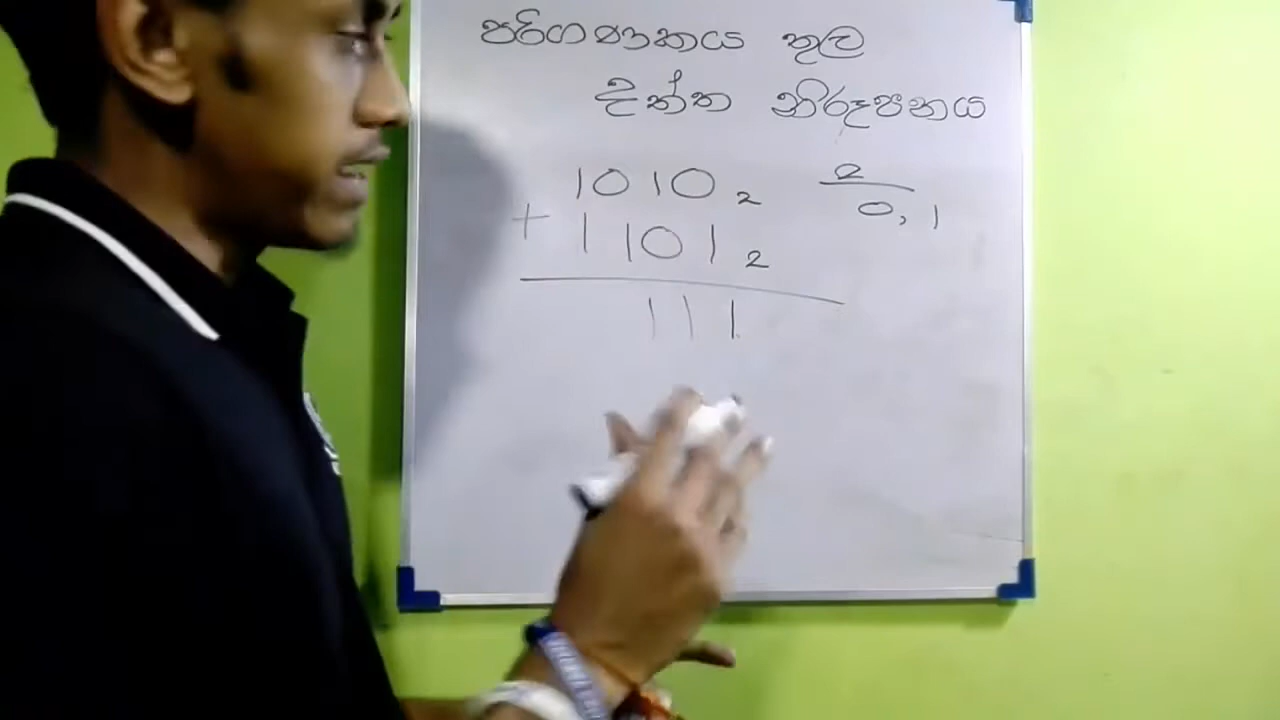 පරිගණකය තුල
දත්ත නිරූපනය
1010₂ 2
+ 1101₂ 0, 1
111